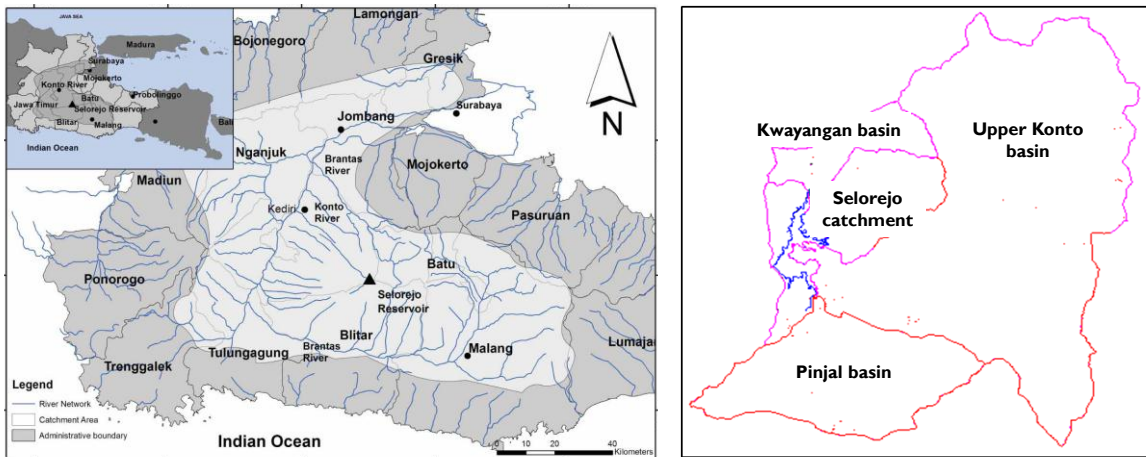 JAVA SEA
Madura
Surabaya
Mojokerto
Konto River
Probolinggo
Batu
Jawa Timur
Selorejo Reservoir
Blitar
Malang
Bali
Indian Ocean
Lamongan
Bojonegoro
Gresik
Surabaya
Jombang
N
Nganjuk
Brantas
River
Mojokerto
Madiun
Kediri
Konto
River
Pasuruan
Ponorogo
Batu
Selorejo
Reservoir
Blitar
Lumaja
Brantas
River
Tulungagung
Malang
Trenggalek
Legend
River Network
Catchment Area
Administrative boundary
Indian Ocean
0 10 20 40
Kilometers
Kwayangan basin
Upper Konto
basin
Selorejo
catchment
Pinjal basin